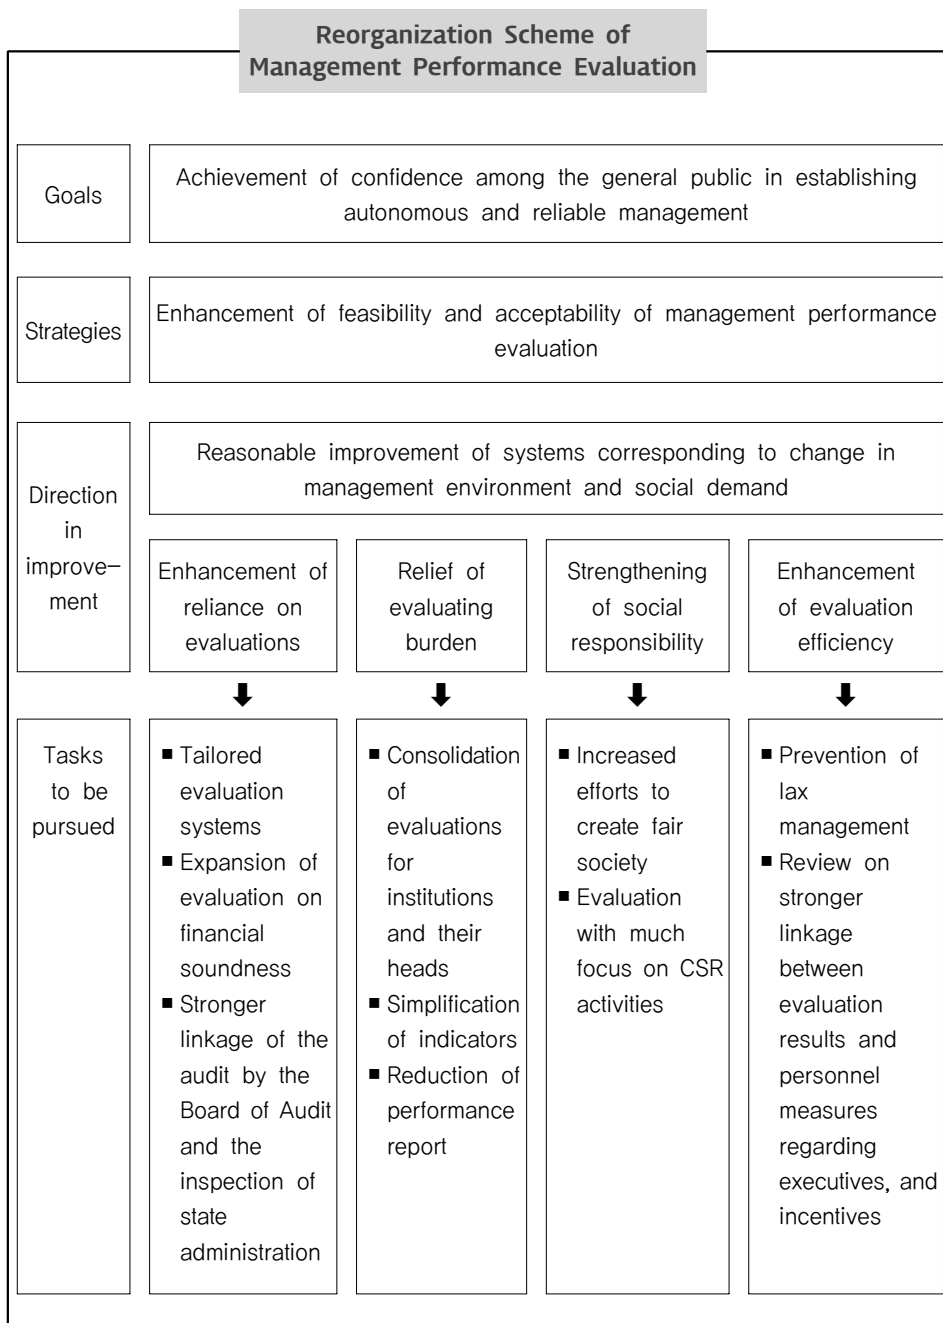 Reorganization Scheme of
Management Performance Evaluation
Goals
Achievement of confidence among the general public in establishing
autonomous and reliable management
Strategies
Enhancement of feasibility and acceptability of management performance
evaluation
Direction
in
improve-
ment
Reasonable improvement of systems corresponding to change in
management environment and social demand
Enhancement of
reliance on
evaluations
Relief of
evaluating
burden
Strengthening
of social
responsibility
Enhancement
of evaluation
efficiency
Tasks
to be
pursued
■ Tailored
evaluation
systems
■ Expansion of
evaluation on
financial
soundness
■ Stronger
linkage of the
audit by the
Board of Audit
and the
inspection of
state
administration
■ Consolidation
of
evaluations
for
institutions
and their
heads
■ Simplification
of indicators
■ Reduction of
performance
report
■ Increased
efforts to
create fair
society
■ Evaluation
with much
focus on CSR
activities
■ Prevention of
lax
management
■ Review on
stronger
linkage
between
evaluation
results and
personnel
measures
regarding
executives, and
incentives